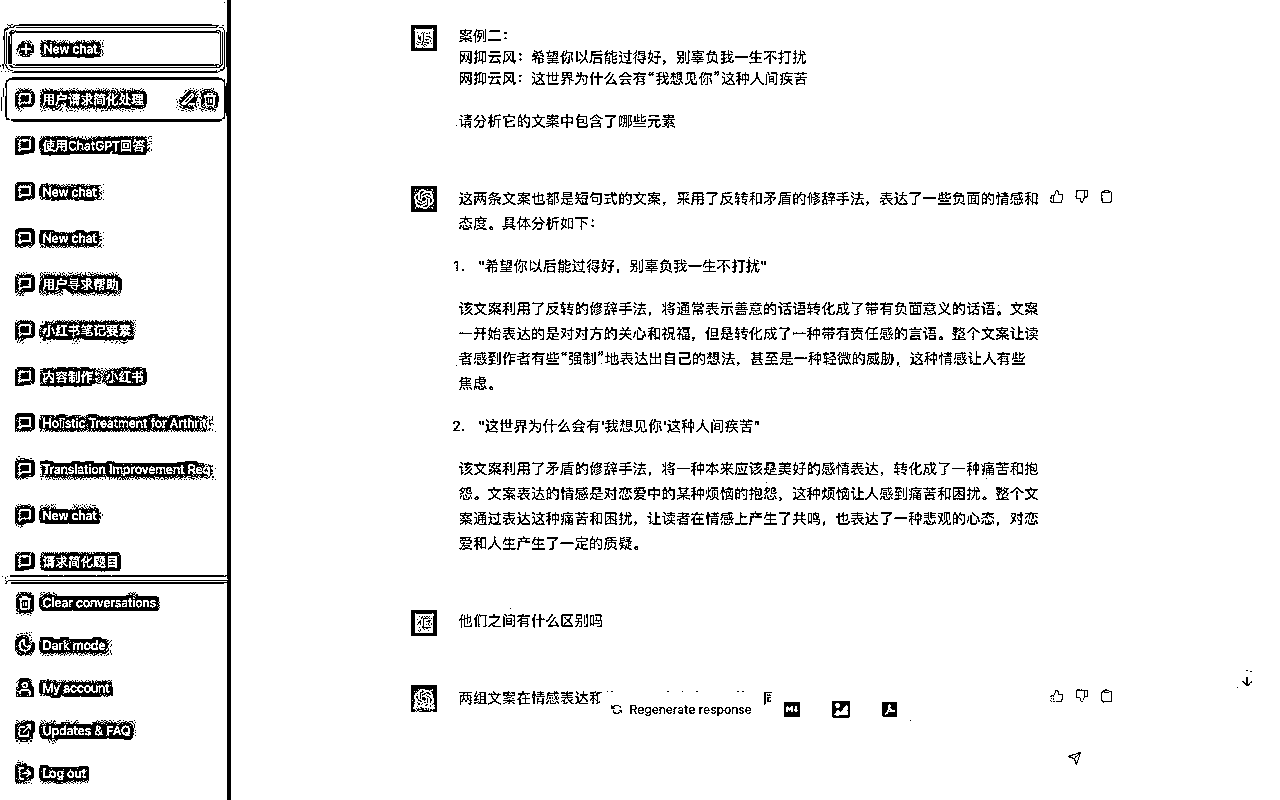 New chat
用户请求简化处理
使用ChatGPT回答
New chat
New chat
用户寻求帮助
小红书笔记要素
内容制作：小红书
Holistic Treatment for Arthrit
Translation Improvement Req
New chat
请求简化题目
Clear conversations
Dark mode
My account
Updates & FAQ
Log out
案例二：
网抑云风：希望你以后能过得好，别辜负我一生不打扰
网抑云风：这世界为什么会有“我想见你”这种人间疾苦
请分析它的文案中包含了哪些元素
这两条文案也都是短句式的文案，采用了反转和矛盾的修辞手法，表达了一些负面的情感和
态度。具体分析如下：
1. "希望你以后能过得好，别辜负我一生不打扰"
该文案利用了反转的修辞手法，将通常表示善意的话语转化成了带有负面意义的话语。文案
一开始表达的是对对方的关心和祝福，但是转化成了一种带有责任感的言语。整个文案让读
者感到作者有些“强制”地表达出自己的想法，甚至是一种轻微的威胁，这种情感让人有些
焦虑。
2. "这世界为什么会有'我想见你'这种人间疾苦"
该文案利用了矛盾的修辞手法，将一种本来应该是美好的感情表达，转化成了一种痛苦和抱
怨。文案表达的情感是对恋爱中的某种烦恼的抱怨，这种烦恼让人感到痛苦和困扰。整个文
案通过表达这种痛苦和困扰，让读者在情感上产生了共鸣，也表达了一种悲观的心态，对恋
爱和人生产生了一定的质疑。
他们之间有什么区别吗
两组文案在情感表达和
Regenerate response